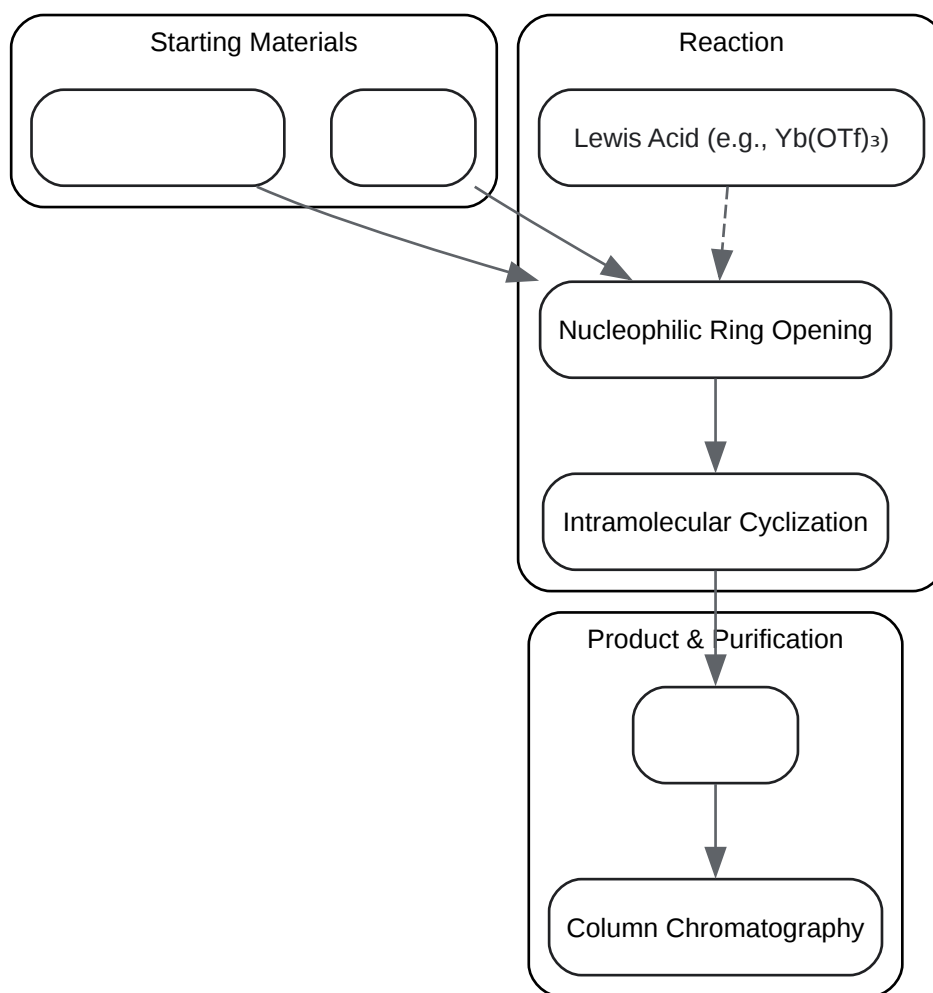 Starting Materials
Reaction
Lewis Acid (e.g., Yb(OTf)₃)
Nucleophilic Ring Opening
Intramolecular Cyclization
Product & Purification
Column Chromatography